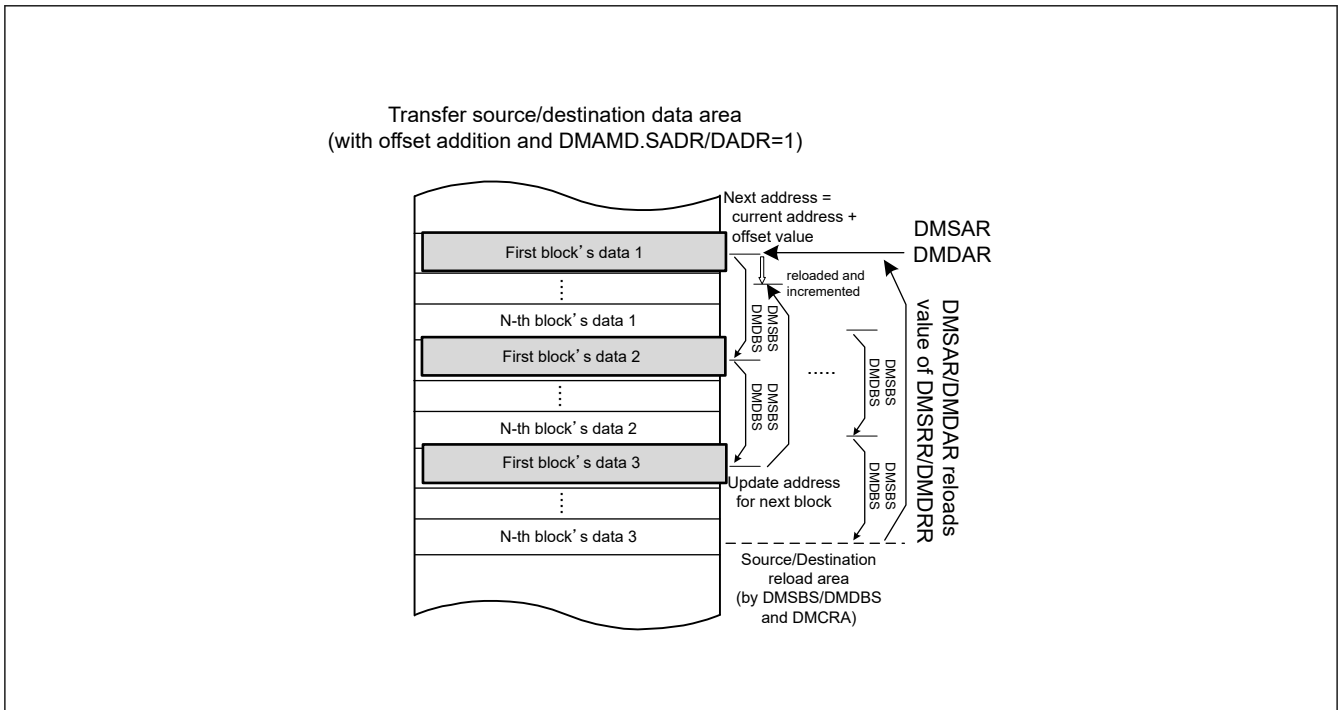 Transfer source/destination data area
(with offset addition and DMAMD.SADR/DADR=1)
Next address =
current address +
offset value
DMSAR
DMDAR
First block's data 1
reloaded and
incremented
N-th block's data 1
DMSBS
DMDBS
First block's data 2
.....
DMSBS
DMDBS
DMSBS
DMDBS
N-th block's data 2
First block's data 3
Update address
for next block
DMSBS
DMDBS
DMSAR/DMDAR reloads
value of DMSRR/DMDRR
N-th block's data 3
Source/Destination
reload area
(by DMSBS/DMDBS
and DMCRA)